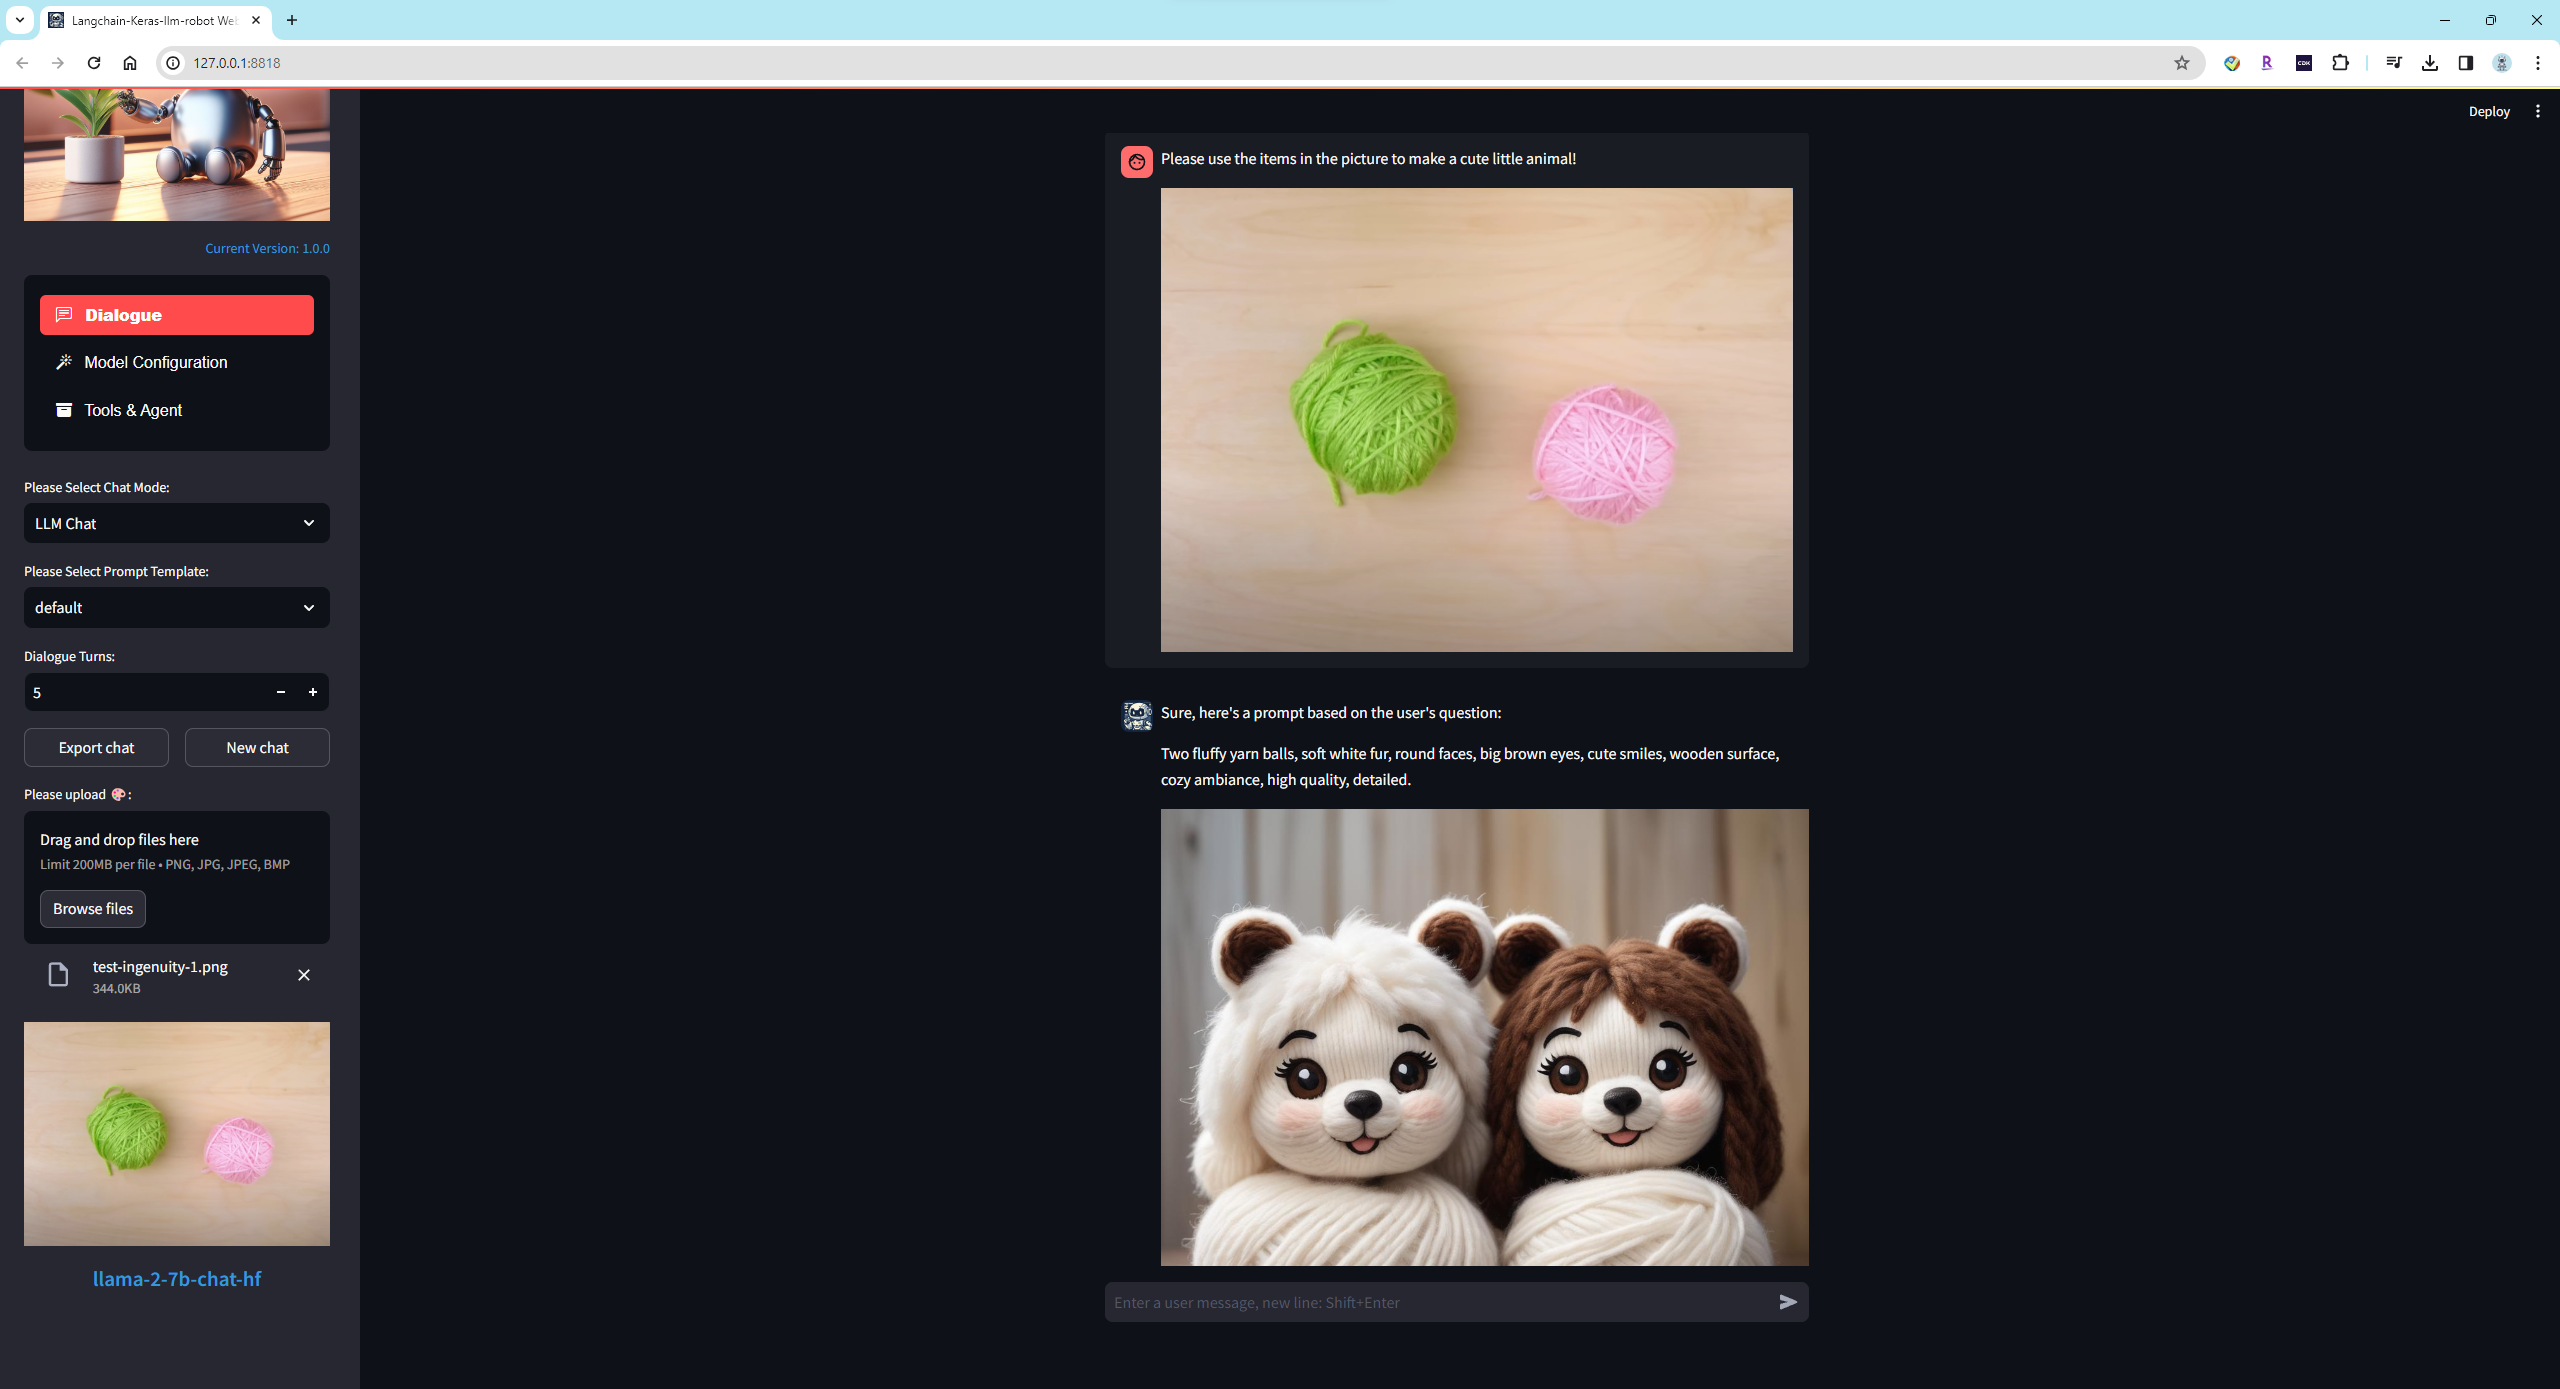 Langchain-Keras-llm-robot Web
127.0.0.1:8818
R
CDK
Deploy
Current Version: 1.0.0
Dialogue
Model Configuration
Tools & Agent
Please Select Chat Mode:
LLM Chat
Please Select Prompt Template:
default
Dialogue Turns:
5
Export chat
New chat
Please upload 🎨:
Drag and drop files here
Limit 200MB per file • PNG, JPG, JPEG, BMP
Browse files
test-ingenuity-1.png
344.0KB
llama-2-7b-chat-hf
Please use the items in the picture to make a cute little animal!
Sure, here's a prompt based on the user's question:
Two fluffy yarn balls, soft white fur, round faces, big brown eyes, cute smiles, wooden surface,
cozy ambiance, high quality, detailed.
Enter a user message, new line: Shift+Enter